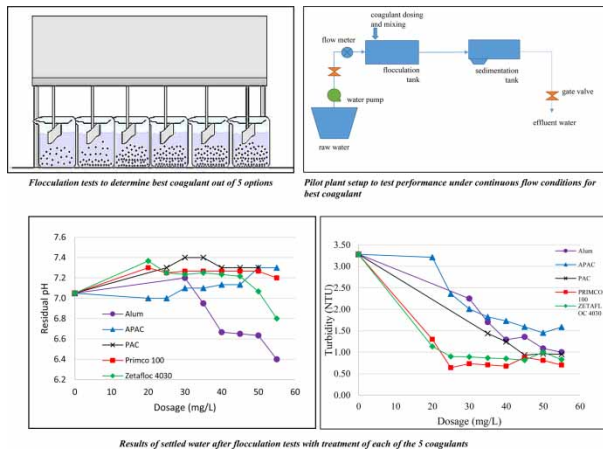 coagulant dosing
and mixing
flow meter
flocculation
tank
sedimentation
tank
gate valve
water pump
effluent water
raw water
Flocculation tests to determine best coagulant out of 5 options
Pilot plant setup to test performance under continuous flow conditions for
best coagulant
7.6
7.4
7.2
7.0
6.8
6.6
6.4
6.2
Residual pH
Alum
APAC
PAC
Primco 100
Zetafloc 4030
0 10 20 30 40 50 60
Dosage (mg/L)
3.50
3.00
2.50
2.00
1.50
1.00
0.50
0.00
Turbidity (NTU)
Alum
APAC
PAC
PRIMCO
100
ZETAFL
OC 4030
0 10 20 30 40 50 60
Dosage (mg/L)
Results of settled water after flocculation tests with treatment of each of the 5 coagulants